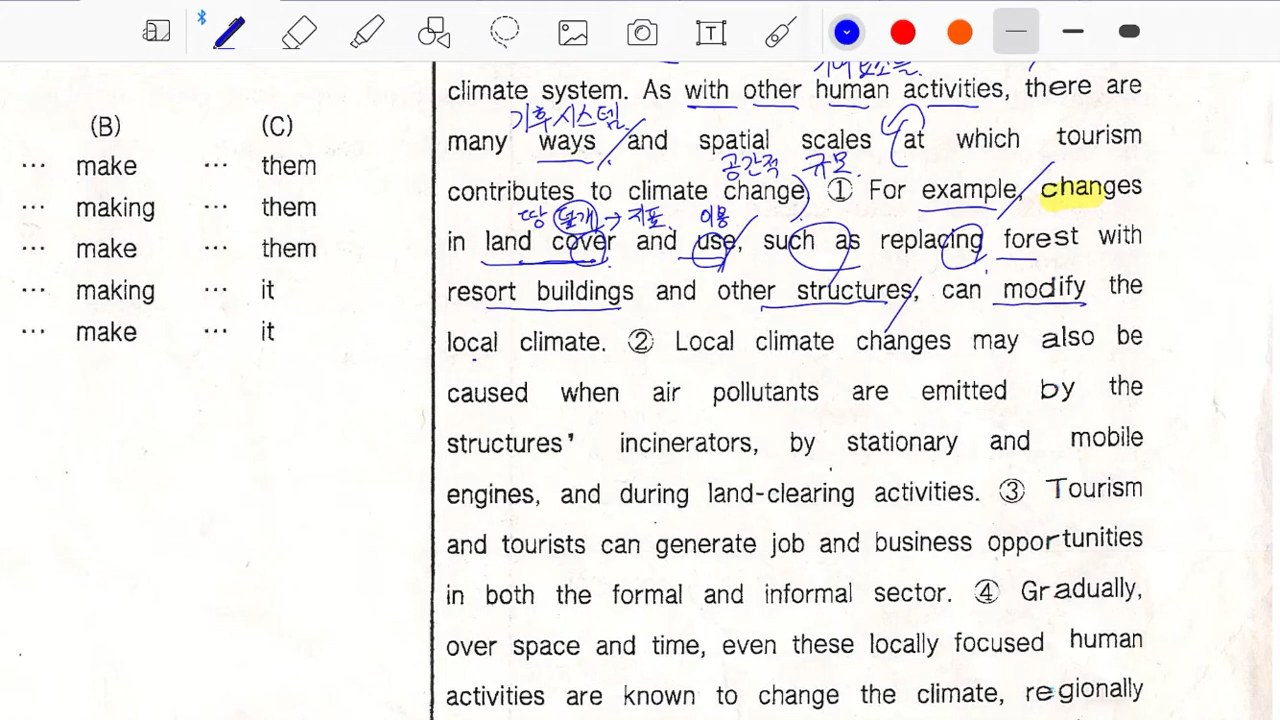 (B) (C)
… make … them
… making … them
… make … them
… making … it
… make … it
climate system. As with other human activities, there are
기후 시스템.
many ways and spatial scales at which tourism
공간적 규모.
contributes to climate change. ① For example, changes
땅 덮개 → 지표 이용
in land cover and use, such as replacing forest with
resort buildings and other structures, can modify the
local climate. ② Local climate changes may also be
caused when air pollutants are emitted by the
structures' incinerators, by stationary and mobile
engines, and during land-clearing activities. ③ Tourism
and tourists can generate job and business opportunities
in both the formal and informal sector. ④ Gradually,
over space and time, even these locally focused human
activities are known to change the climate, regionally